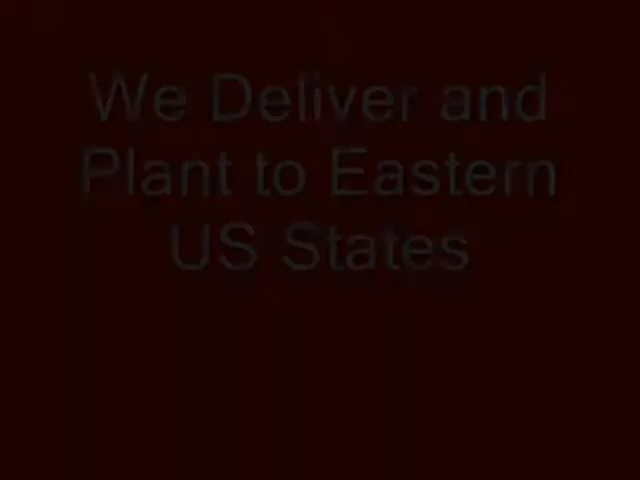 We Deliver and
Plant to Eastern
US States